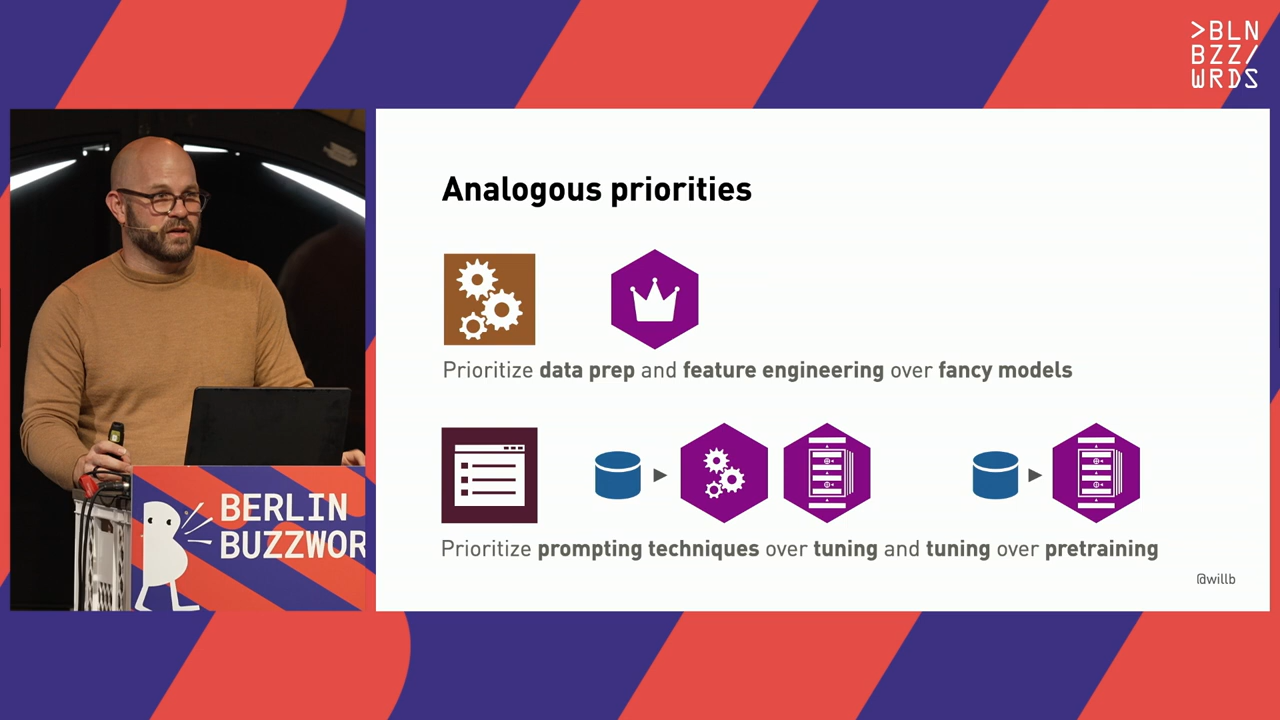 >BLN
BZZ/
WRDS
Analogous priorities
Prioritize data prep and feature engineering over fancy models
Prioritize prompting techniques over tuning and tuning over pretraining
@willb
BERLIN
BUZZWOR